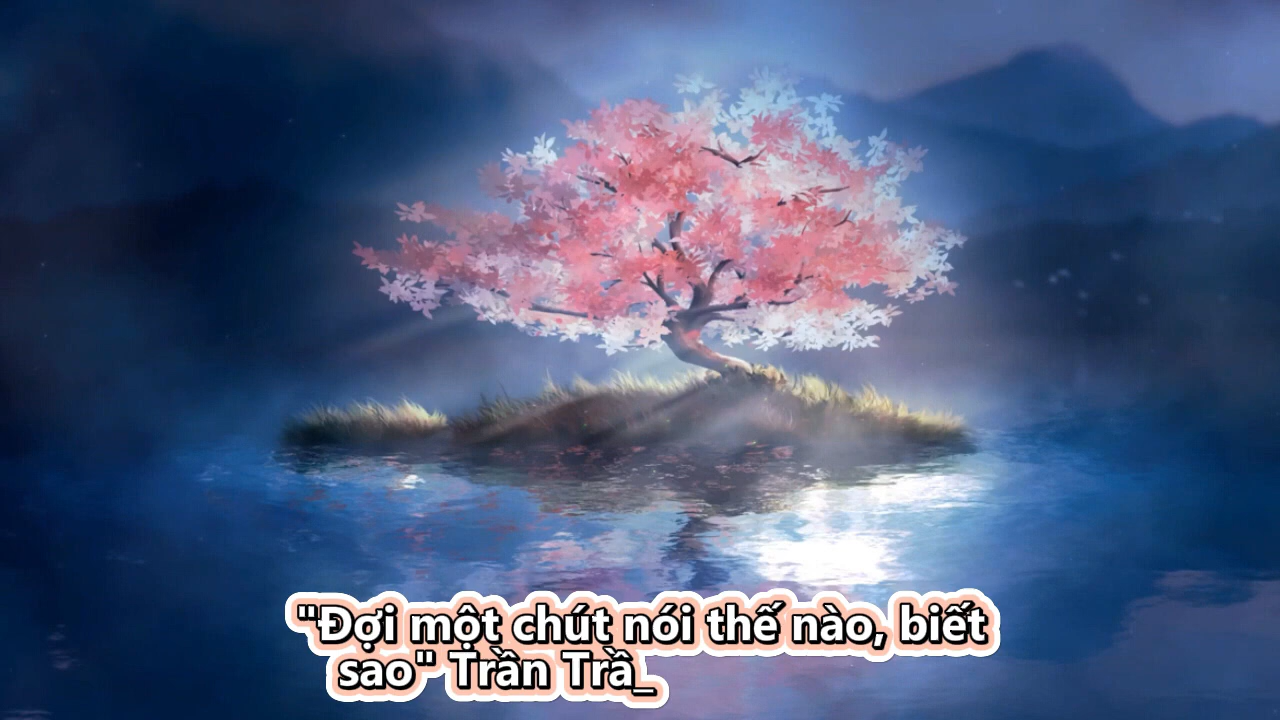 "Đợi một chút nói thế nào, biết
sao" Trần Trầ_